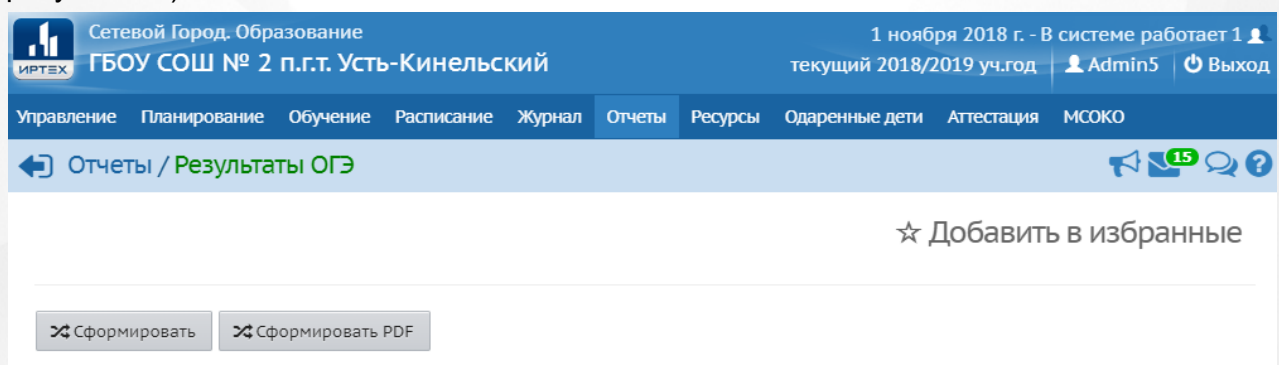 Сетевой Город. Образование
ГБОУ СОШ № 2 п.г.т. Усть-Кинельский
1 ноября 2018 г. - В системе работает 1
текущий 2018/2019 уч.год Admin5 Выход
ИРТЕХ
Управление Планирование Обучение Расписание Журнал Отчеты Ресурсы Одаренные дети Аттестация МСОКО
Отчеты / Результаты ОГЭ
15
Добавить в избранные
Сформировать Сформировать PDF